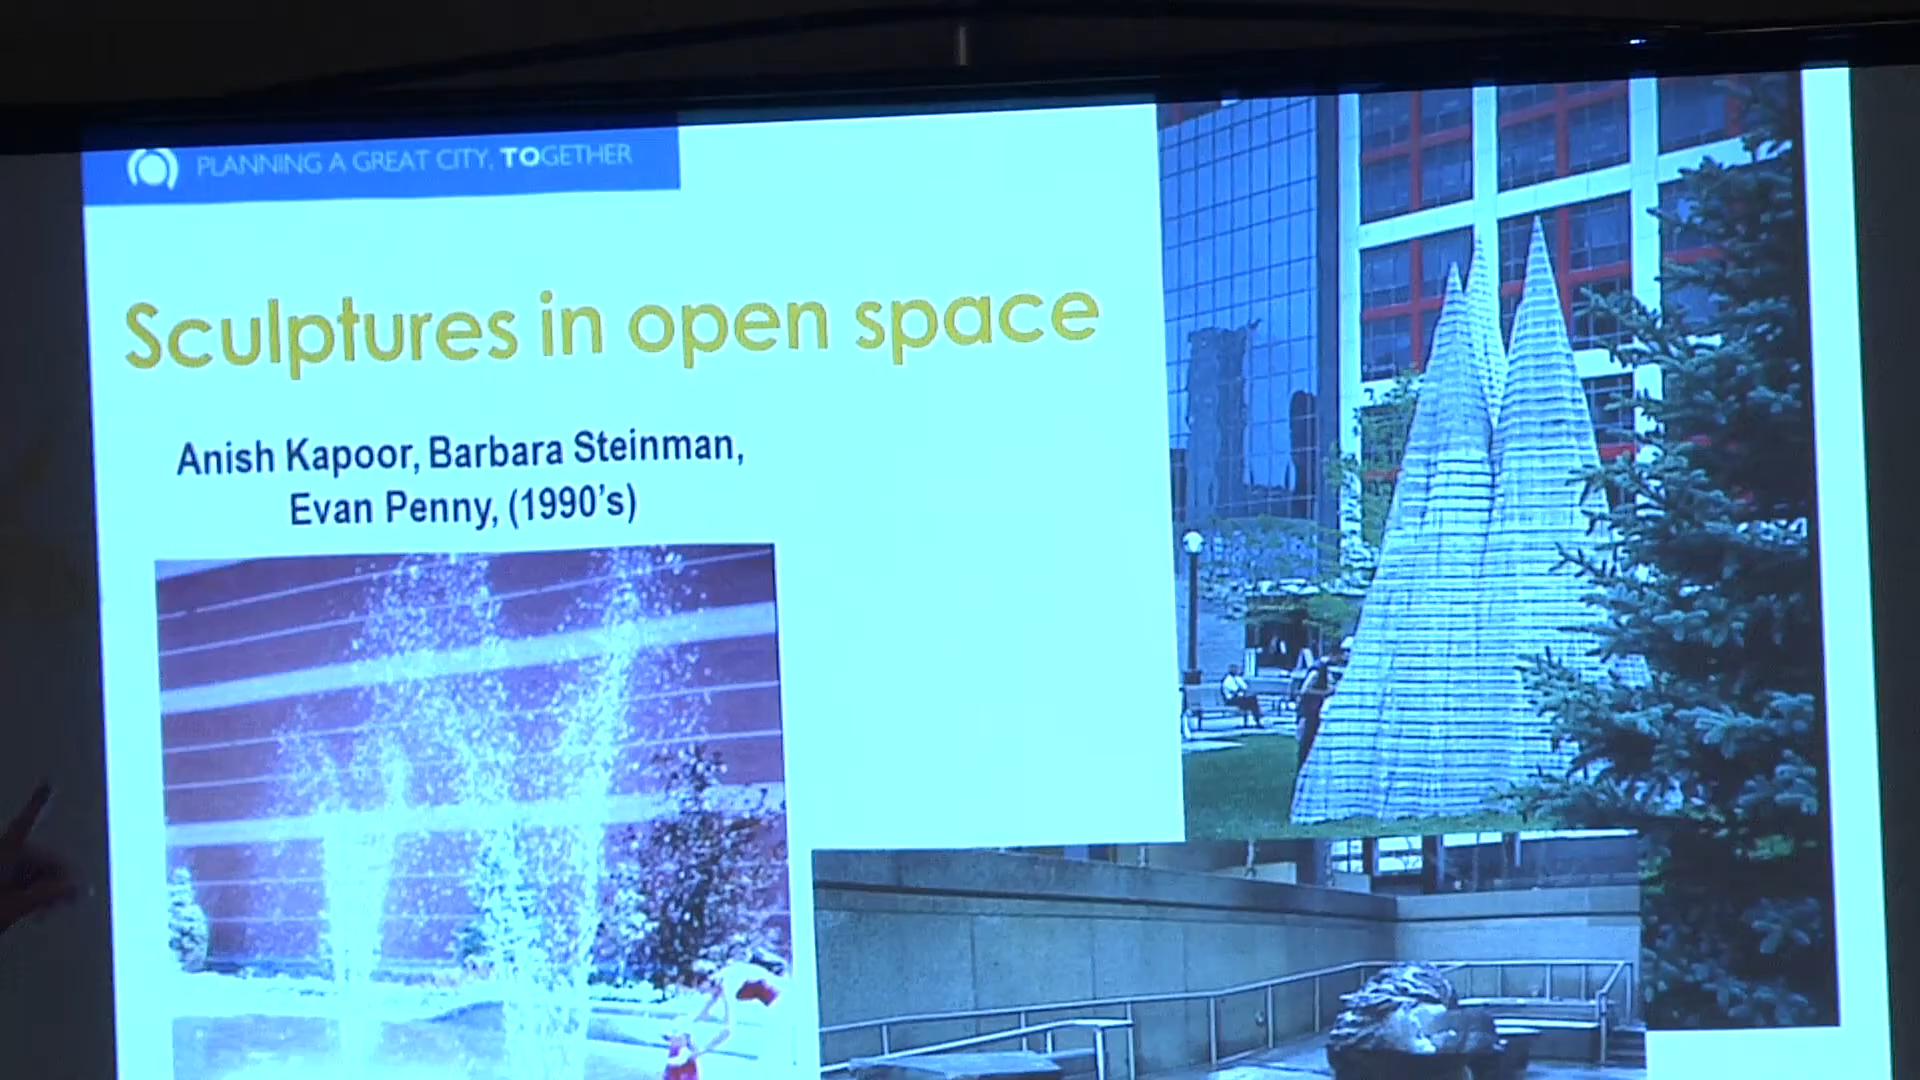 PLANNING A GREAT CITY, TOGETHER
Sculptures in open space
Anish Kapoor, Barbara Steinman,
Evan Penny, (1990's)